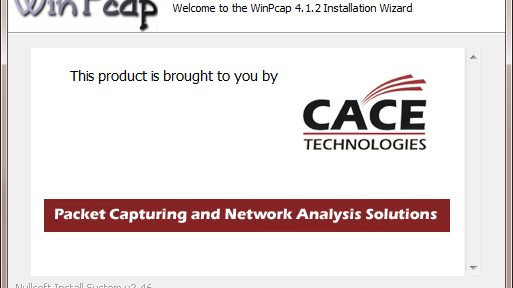 WinPcap
Welcome to the WinPcap 4.1.2 Installation Wizard
This product is brought to you by
CACE
TECHNOLOGIES
Packet Capturing and Network Analysis Solutions
Nullsoft Install System v2.46